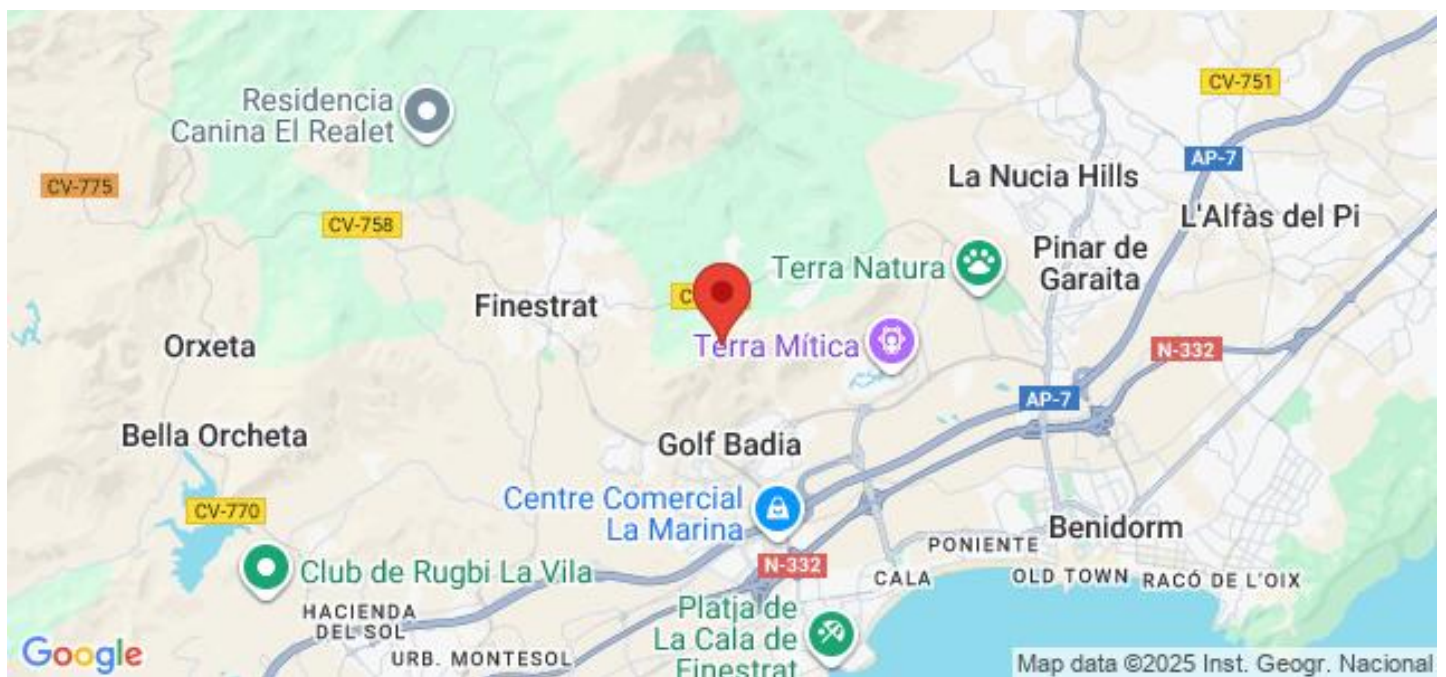 CV-751
Residencia
Canina El Realet
AP-7
La Nucia Hills
CV-775
L'Alfàs del Pi
CV-758
Terra Natura
Pinar de
Garaita
Finestrat
Orxeta
Terra Mítica
N-332
AP-7
Bella Orcheta
Golf Badia
Centre Comercial
La Marina
CV-770
Benidorm
PONIENTE
N-332
Club de Rugbi La Vila
CALA
OLD TOWN
RACÓ DE L'OIX
HACIENDA
DEL SOL
Platja de
La Cala de
Finestrat
URB. MONTESOL
Google
Map data ©2025 Inst. Geogr. Nacional